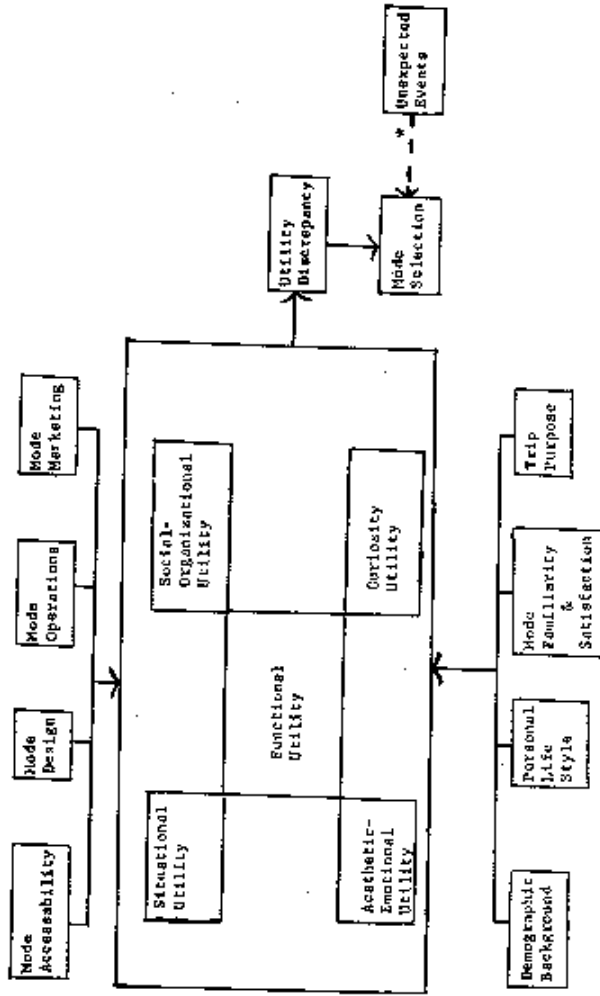 Mode
Accessability
Mode
Design
Mode
Operations
Mode
Marketing
Situational
Utility
Social-
Organizational
Utility
Functional
Utility
Aesthetic-
Emotional
Utility
Curiosity
Utility
Utility
Discrepancy
Mode
Selection
*
Unexpected
Events
Demographic
Background
Personal
Life
Style
Mode
Familiarity
&
Satisfaction
Trip
Purpose